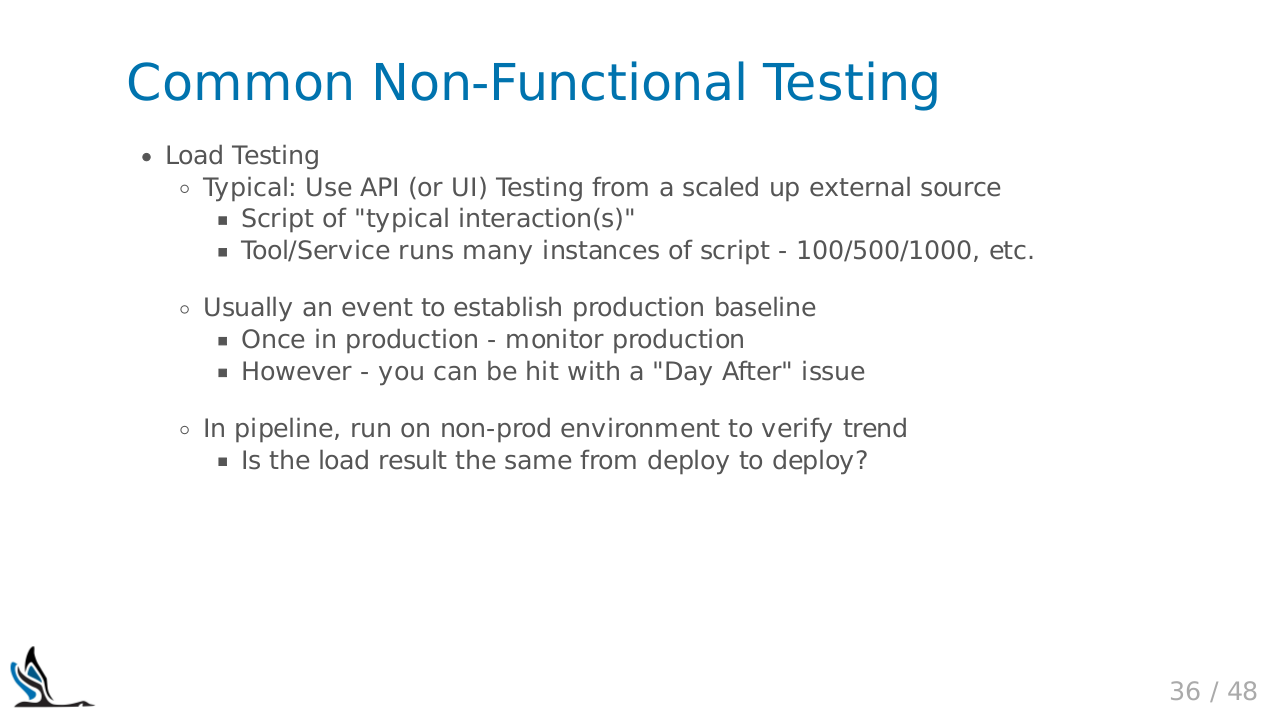 Common Non-Functional Testing
Load Testing
Typical: Use API (or UI) Testing from a scaled up external source
Script of "typical interaction(s)"
Tool/Service runs many instances of script - 100/500/1000, etc.
Usually an event to establish production baseline
Once in production - monitor production
However - you can be hit with a "Day After" issue
In pipeline, run on non-prod environment to verify trend
Is the load result the same from deploy to deploy?
36 / 48